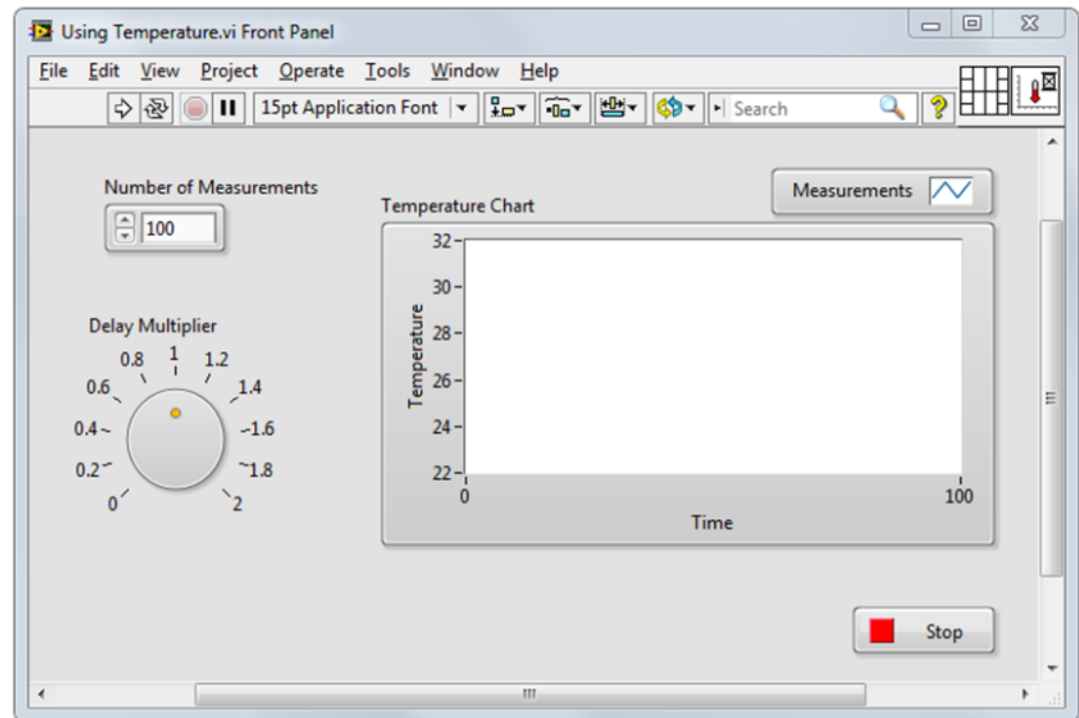 Using Temperature.vi Front Panel
File Edit View Project Operate Tools Window Help
15pt Application Font
Search
?
Number of Measurements
100
Measurements
Temperature Chart
32
30
28
26
24
22
Temperature
0
100
Time
Delay Multiplier
0
0.2
0.4
0.6
0.8
1
1.2
1.4
1.6
1.8
2
Stop